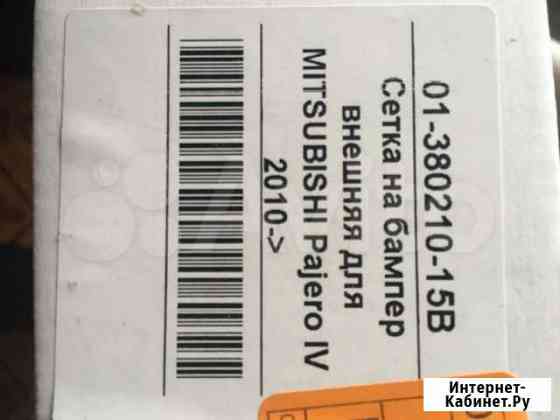 01-380210-15B
Сетка на бампер
внешняя для
MITSUBISHI Pajero IV
2010->
Интернет-
Кабинет.Ру